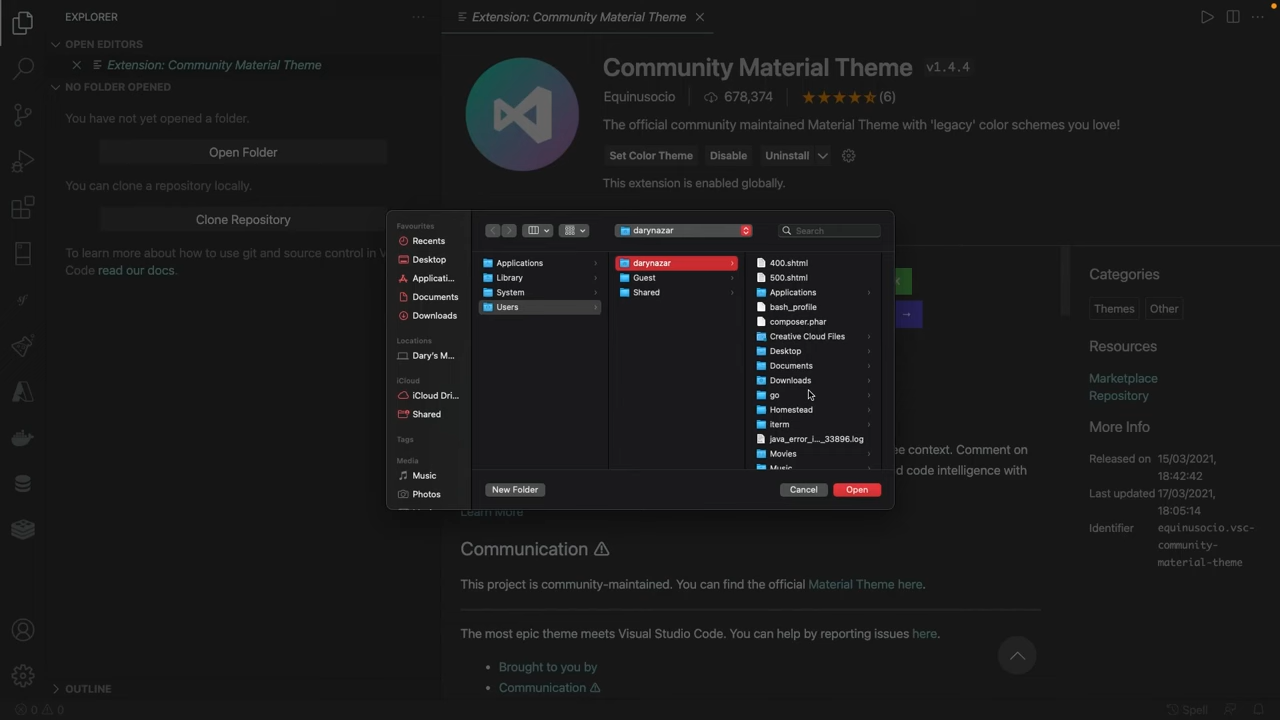 EXPLORER
OPEN EDITORS
Extension: Community Material Theme
NO FOLDER OPENED
You have not yet opened a folder.
Open Folder
You can clone a repository locally.
Clone Repository
To learn more about how to use git and source control in V
Code read our docs.
OUTLINE
0 0
Extension: Community Material Theme
Community Material Theme v1.4.4
Equinusocio 678,374 (6)
The official community maintained Material Theme with 'legacy' color schemes you love!
Set Color Theme Disable Uninstall
This extension is enabled globally.
Favourites
Recents
Desktop
Applicati...
Documents
Downloads
Locations
Dary's M...
iCloud
iCloud Dri...
Shared
Tags
Media
Music
Photos
darynazar
Search
Applications
Library
System
Users
darynazar
Guest
Shared
400.shtml
500.shtml
Applications
bash_profile
composer.phar
Creative Cloud Files
Desktop
Documents
Downloads
go
Homestead
iterm
java_error_i..._33896.log
Movies
Music
New Folder
Cancel
Open
k
e context. Comment on
d code intelligence with
Learn More
Communication ⚠
This project is community-maintained. You can find the official Material Theme here.
The most epic theme meets Visual Studio Code. You can help by reporting issues here.
• Brought to you by
• Communication ⚠
Categories
Themes Other
Resources
Marketplace
Repository
More Info
Released on 15/03/2021,
18:42:42
Last updated 17/03/2021,
18:05:14
Identifier equinusocio.vsc-
community-
material-theme
Spell